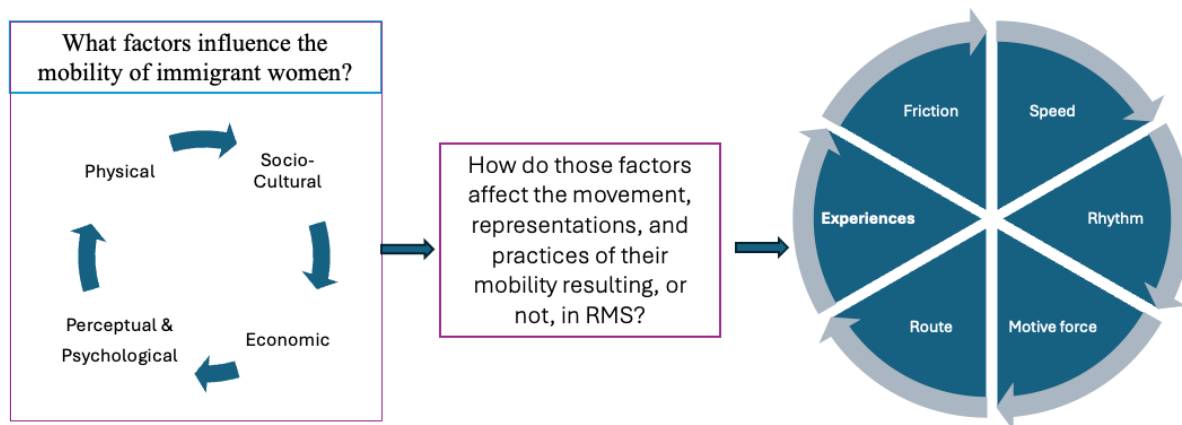 What factors influence the
mobility of immigrant women?
Physical
Socio-
Cultural
Economic
Perceptual &
Psychological
How do those factors
affect the movement,
representations, and
practices of their
mobility resulting, or
not, in RMS?
Friction
Speed
Experiences
Rhythm
Route
Motive force